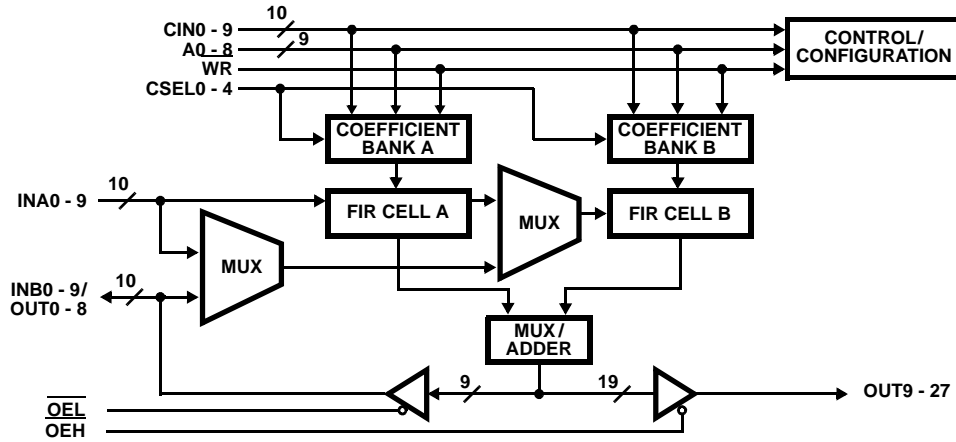 CIN0 - 9
10
A0 - 8
9
WR
CSEL0 - 4
CONTROL/
CONFIGURATION
COEFFICIENT
BANK A
COEFFICIENT
BANK B
INA0 - 9
10
FIR CELL A
MUX
FIR CELL B
MUX
INB0 - 9/
OUT0 - 8
10
MUX/
ADDER
9
19
OUT9 - 27
OEL
OEH